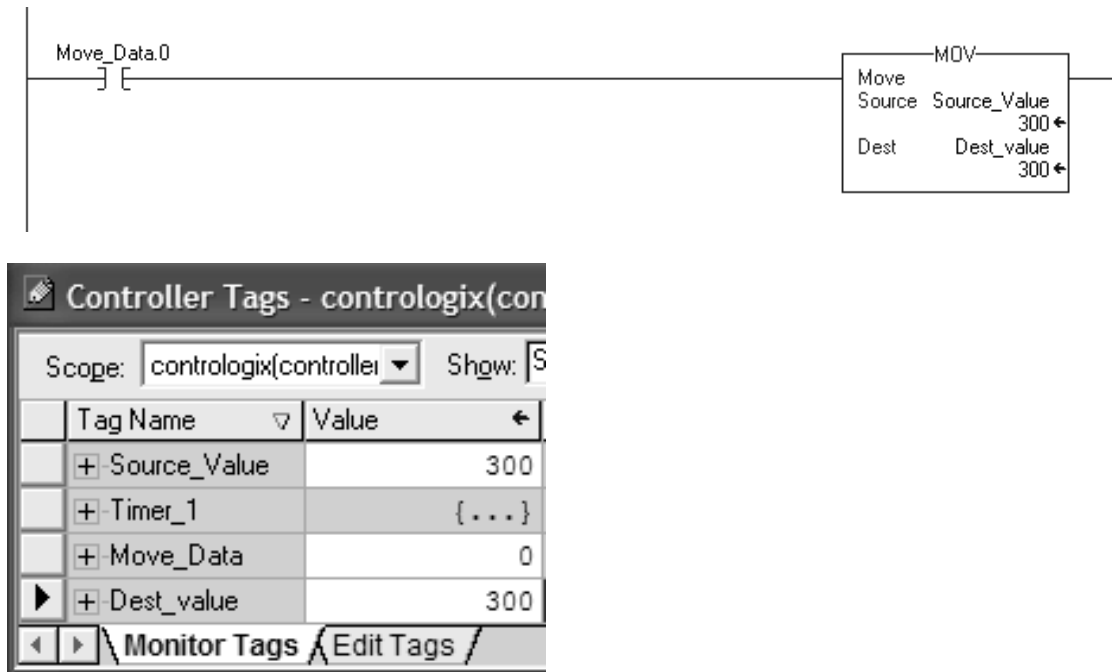 Move_Data.0
MOV
Move
Source Source_Value
300
Dest Dest_value
300
Controller Tags - contrologix(con
Scope: contrologix(controller Show: S
Tag Name Value
Source_Value 300
Timer_1 {...}
Move_Data 0
Dest_value 300
Monitor Tags Edit Tags